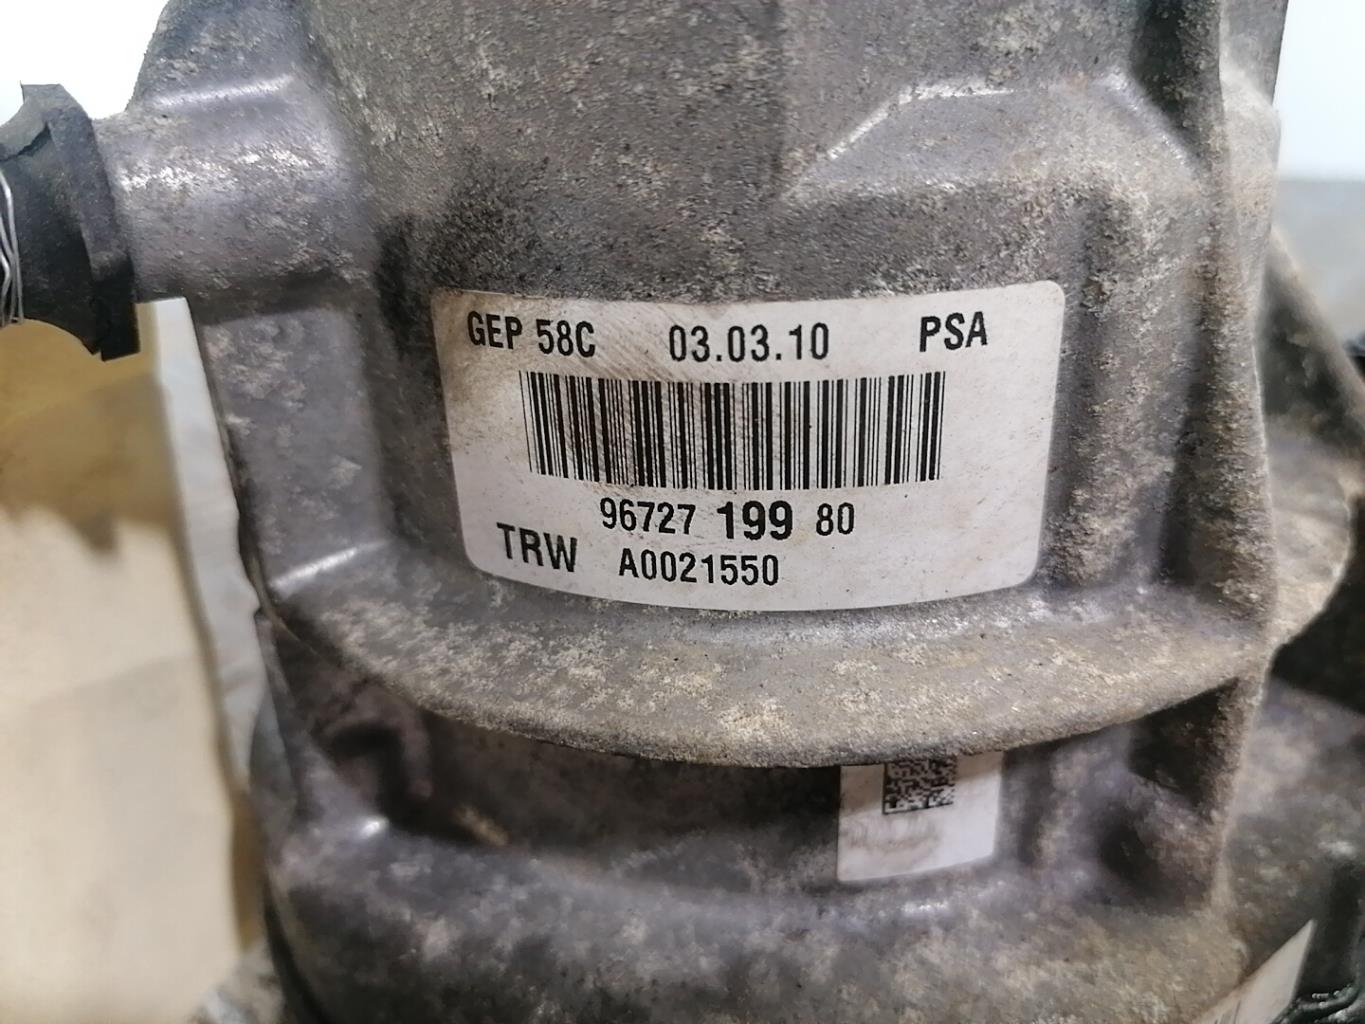 GEP 58C 03.03.10 PSA
96727 199 80
TRW A0021550